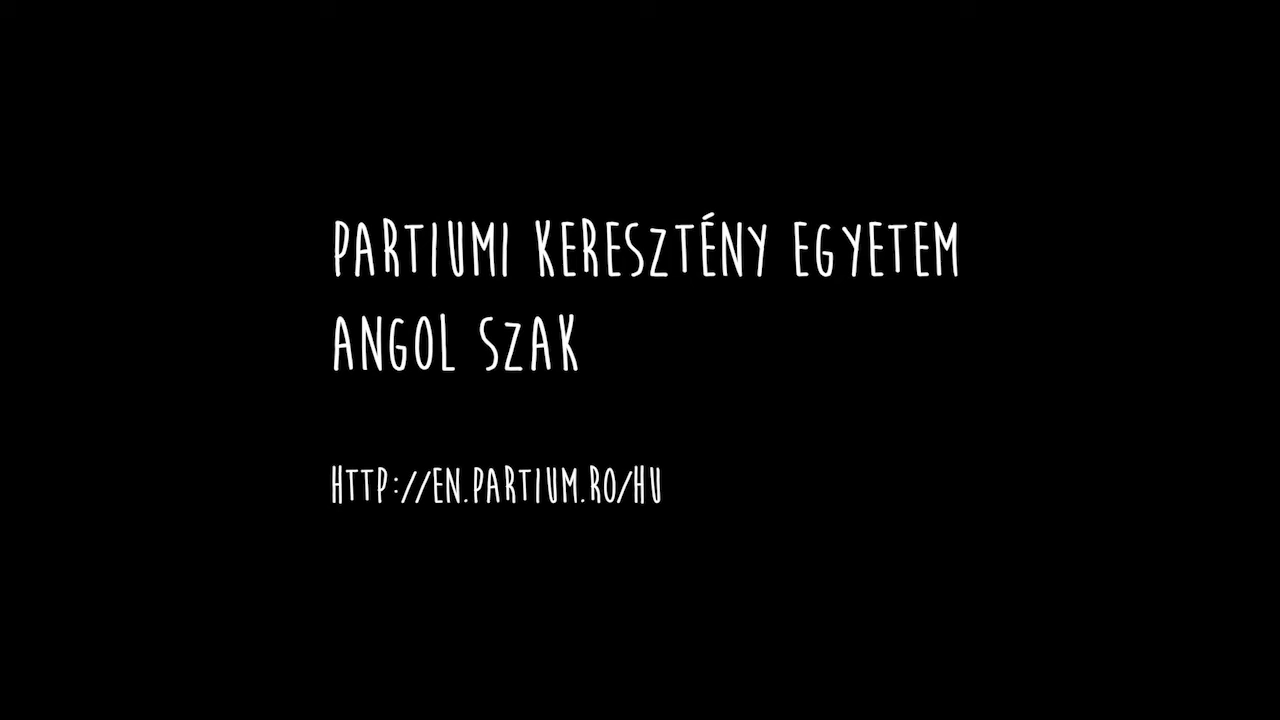 PARTIUMI KERESZTÉNY EGYETEM
ANGOL SZAK
HTTP://EN.PARTIUM.RO/HU